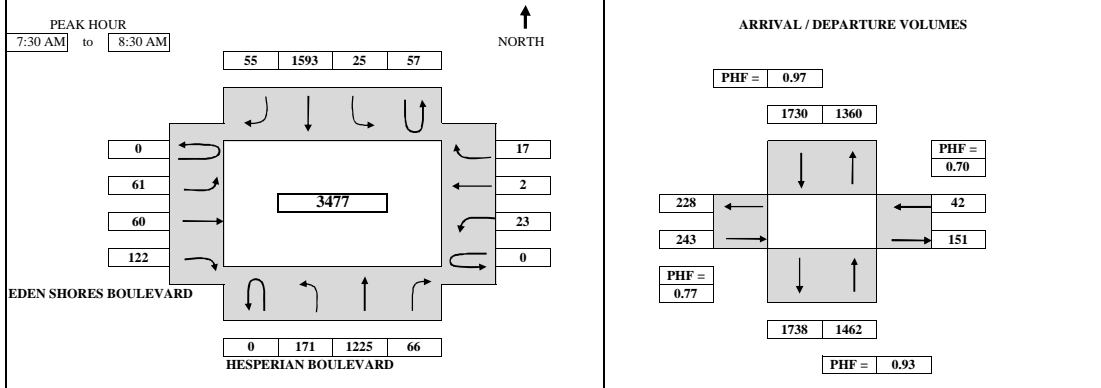 PEAK HOUR
7:30 AM to 8:30 AM
NORTH
55 1593 25 57
0 17
61 2
3477
60 23
122 0
EDEN SHORES BOULEVARD
0 171 1225 66
HESPERIAN BOULEVARD
ARRIVAL / DEPARTURE VOLUMES
PHF = 0.97
1730 1360
PHF =
0.70
228 42
243 151
PHF =
0.77
1738 1462
PHF = 0.93